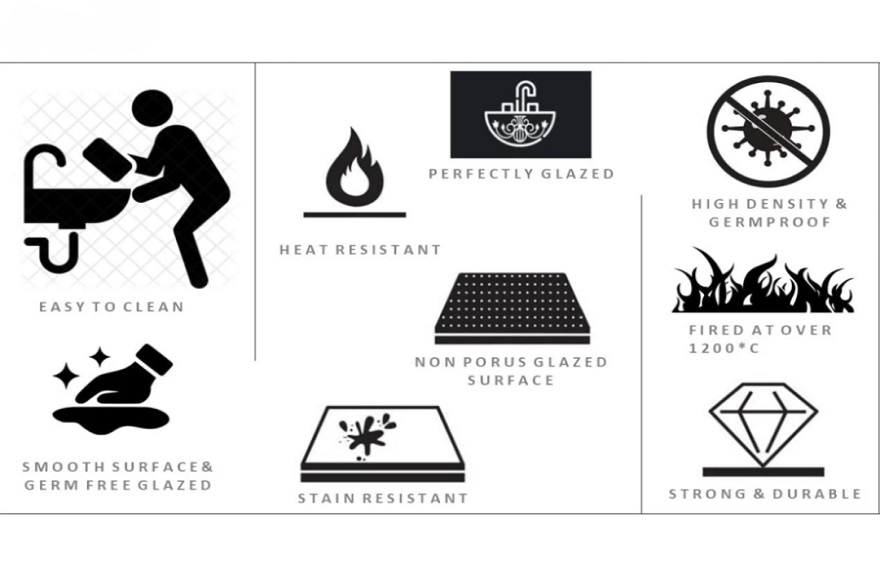 EASY TO CLEAN
SMOOTH SURFACE&
GERM FREE GLAZED
HEAT RESISTANT
PERFECTLY GLAZED
NON PORUS GLAZED
SURFACE
STAIN RESISTANT
HIGH DENSITY &
GERMPROOF
FIRED AT OVER
1200*C
STRONG & DURABLE